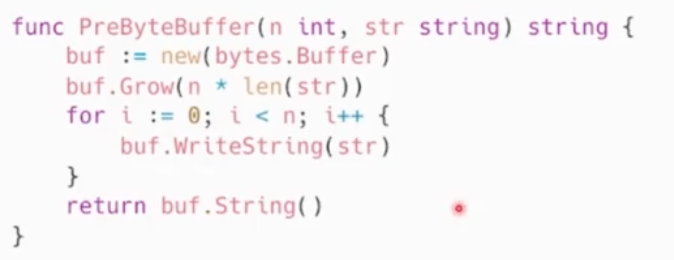 func PreByteBuffer(n int, str string) string {
    buf := new(bytes.Buffer)
    buf.Grow(n * len(str))
    for i := 0; i < n; i++ {
        buf.WriteString(str)
    }
    return buf.String()
}